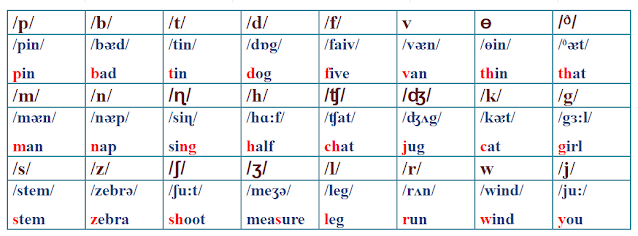 /p/ /b/ /t/ /d/ /f/ v ɵ /ð/
/pin/ /bæd/ /tin/ /dɒg/ /faiv/ /væn/ /ɵin/ /ðæt/
pin bad tin dog five van thin that
/m/ /n/ /ɳ/ /h/ /ʧ/ /ʤ/ /k/ /g/
/mæn/ /næp/ /siɳ/ /hɑ:f/ /ʧat/ /ʤʌg/ /kæt/ /gɜ:l/
man nap sing half chat jug cat girl
/s/ /z/ /ʃ/ /ʒ/ /l/ /r/ w /j/
/stem/ /zebrə/ /ʃu:t/ /meʒə/ /leg/ /rʌn/ /wind/ /ju:/
stem zebra shoot measure leg run wind you